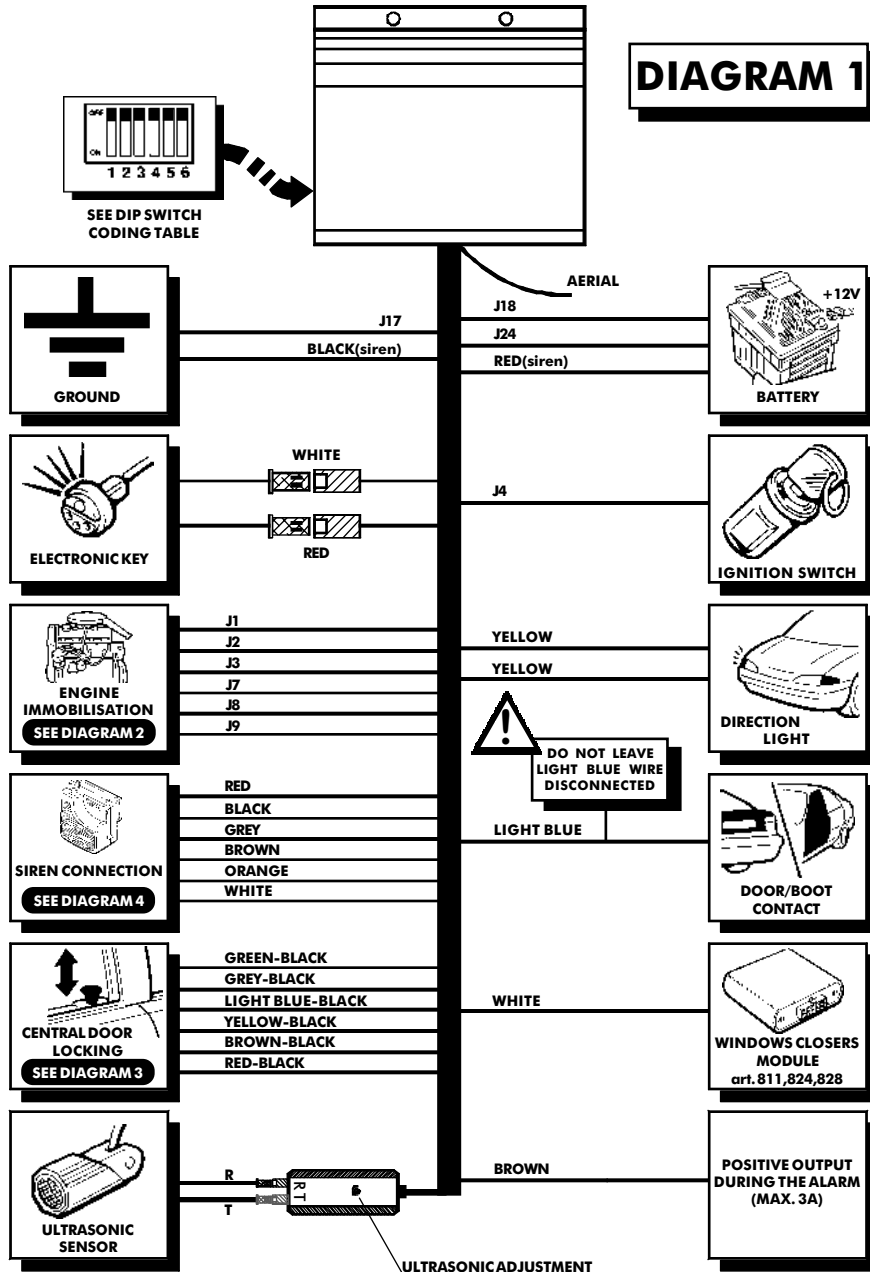 DIAGRAM 1
OFF
ON
1 2 3 4 5 6
SEE DIP SWITCH
CODING TABLE
AERIAL
GROUND
J17
BLACK(siren)
J18
J24
RED(siren)
+12V
BATTERY
ELECTRONIC KEY
WHITE
RED
J4
IGNITION SWITCH
ENGINE
IMMOBILISATION
SEE DIAGRAM 2
J1
J2
J3
J7
J8
J9
YELLOW
YELLOW
DIRECTION
LIGHT
DO NOT LEAVE
LIGHT BLUE WIRE
DISCONNECTED
!
SIREN CONNECTION
SEE DIAGRAM 4
RED
BLACK
GREY
BROWN
ORANGE
WHITE
LIGHT BLUE
DOOR/BOOT
CONTACT
CENTRAL DOOR
LOCKING
SEE DIAGRAM 3
GREEN-BLACK
GREY-BLACK
LIGHT BLUE-BLACK
YELLOW-BLACK
BROWN-BLACK
RED-BLACK
WHITE
WINDOWS CLOSERS
MODULE
art.811,824,828
ULTRASONIC
SENSOR
R
T
R T
ULTRASONIC ADJUSTMENT
BROWN
POSITIVE OUTPUT
DURING THE ALARM
(MAX. 3A)